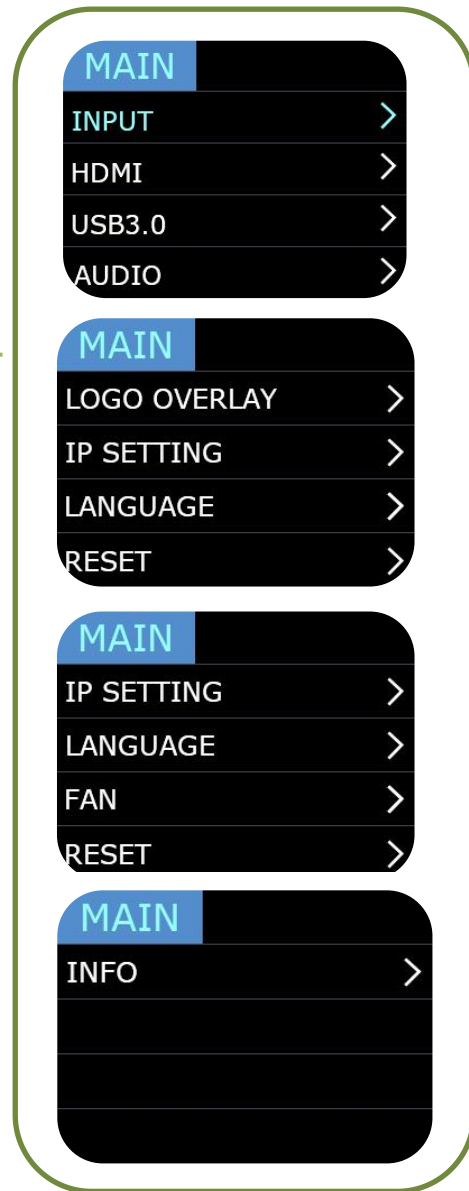 MAIN
INPUT
HDMI
USB3.0
AUDIO
MAIN
LOGO OVERLAY
IP SETTING
LANGUAGE
RESET
MAIN
IP SETTING
LANGUAGE
FAN
RESET
MAIN
INFO